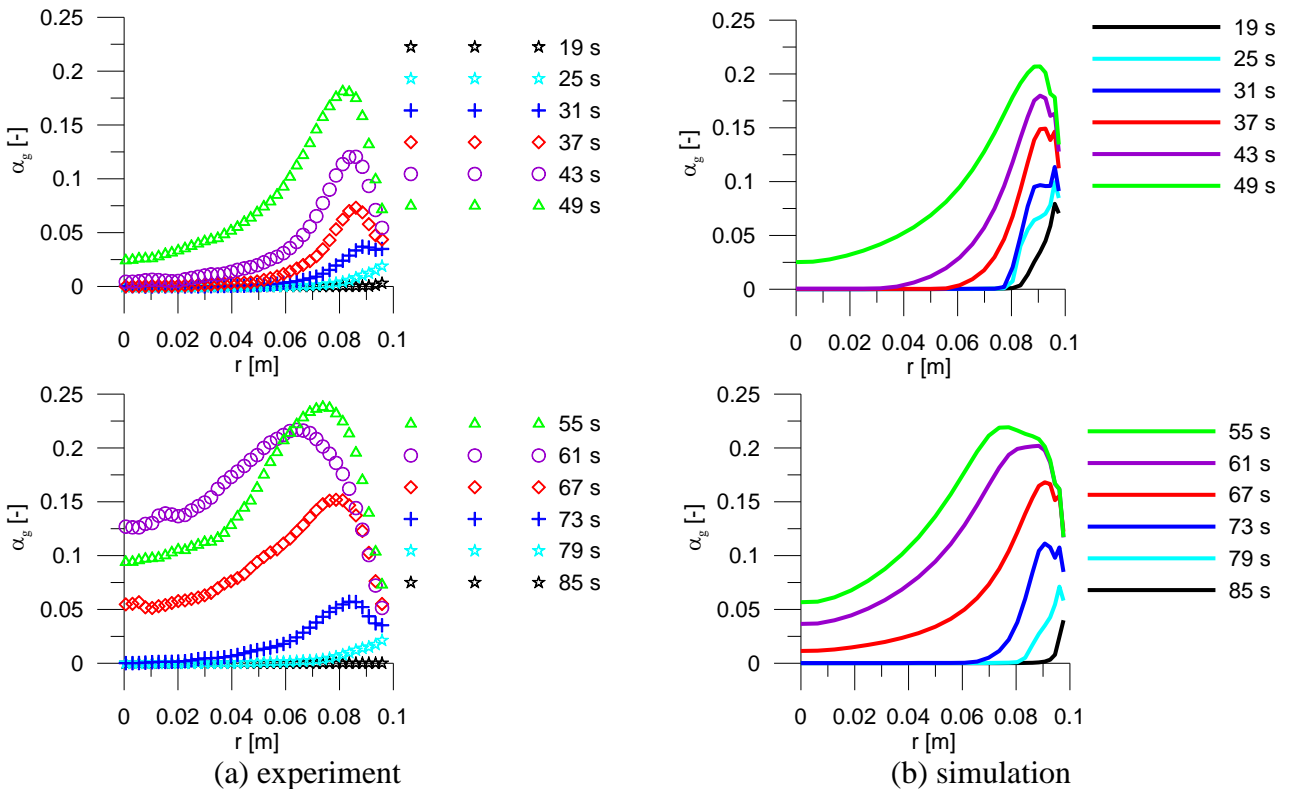 0.25
0.2
0.15
0.1
0.05
0
αg [-]
0 0.02 0.04 0.06 0.08 0.1
r [m]
19 s
25 s
31 s
37 s
43 s
49 s
0.25
0.2
0.15
0.1
0.05
0
αg [-]
0 0.02 0.04 0.06 0.08 0.1
r [m]
19 s
25 s
31 s
37 s
43 s
49 s
0.25
0.2
0.15
0.1
0.05
0
αg [-]
0 0.02 0.04 0.06 0.08 0.1
r [m]
55 s
61 s
67 s
73 s
79 s
85 s
0.25
0.2
0.15
0.1
0.05
0
αg [-]
0 0.02 0.04 0.06 0.08 0.1
r [m]
55 s
61 s
67 s
73 s
79 s
85 s
(a) experiment
(b) simulation